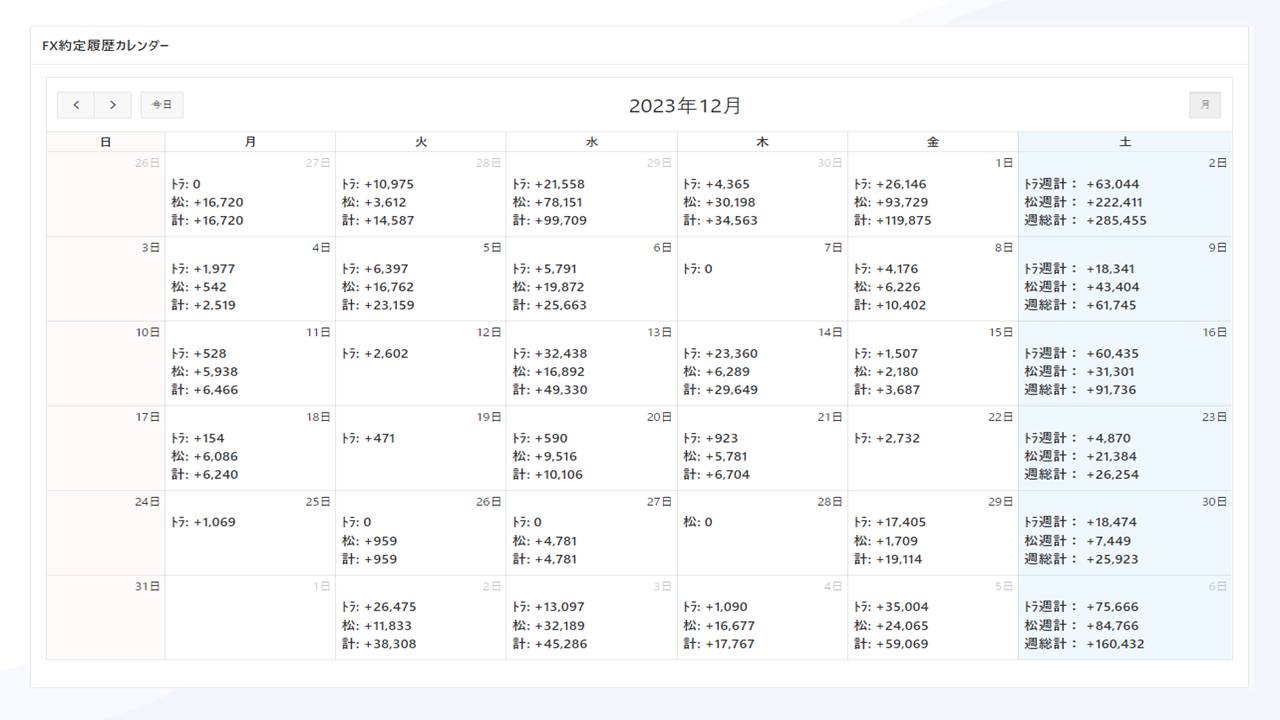 FX約定履歴カレンダー
< > 今日 2023年12月 月
日 月 火 水 木 金 土
26日 27日 28日 29日 30日 1日 2日
ﾄﾗ: 0 ﾄﾗ: +10,975 ﾄﾗ: +21,558 ﾄﾗ: +4,365 ﾄﾗ: +26,146 ﾄﾗ週計： +63,044
松: +16,720 松: +3,612 松: +78,151 松: +30,198 松: +93,729 松週計： +222,411
計: +16,720 計: +14,587 計: +99,709 計: +34,563 計: +119,875 週総計： +285,455
3日 4日 5日 6日 7日 8日 9日
ﾄﾗ: +1,977 ﾄﾗ: +6,397 ﾄﾗ: +5,791 ﾄﾗ: 0 ﾄﾗ: +4,176 ﾄﾗ週計： +18,341
松: +542 松: +16,762 松: +19,872 松: +6,226 松週計： +43,404
計: +2,519 計: +23,159 計: +25,663 計: +10,402 週総計： +61,745
10日 11日 12日 13日 14日 15日 16日
ﾄﾗ: +528 ﾄﾗ: +2,602 ﾄﾗ: +32,438 ﾄﾗ: +23,360 ﾄﾗ: +1,507 ﾄﾗ週計： +60,435
松: +5,938 松: +16,892 松: +6,289 松: +2,180 松週計： +31,301
計: +6,466 計: +49,330 計: +29,649 計: +3,687 週総計： +91,736
17日 18日 19日 20日 21日 22日 23日
ﾄﾗ: +154 ﾄﾗ: +471 ﾄﾗ: +590 ﾄﾗ: +923 ﾄﾗ: +2,732 ﾄﾗ週計： +4,870
松: +6,086 松: +9,516 松: +5,781 松週計： +21,384
計: +6,240 計: +10,106 計: +6,704 週総計： +26,254
24日 25日 26日 27日 28日 29日 30日
ﾄﾗ: +1,069 ﾄﾗ: 0 ﾄﾗ: 0 松: 0 ﾄﾗ: +17,405 ﾄﾗ週計： +18,474
松: +959 松: +4,781 松: +1,709 松週計： +7,449
計: +959 計: +4,781 計: +19,114 週総計： +25,923
31日 1日 2日 3日 4日 5日 6日
ﾄﾗ: +26,475 ﾄﾗ: +13,097 ﾄﾗ: +1,090 ﾄﾗ: +35,004 ﾄﾗ週計： +75,666
松: +11,833 松: +32,189 松: +16,677 松: +24,065 松週計： +84,766
計: +38,308 計: +45,286 計: +17,767 計: +59,069 週総計： +160,432